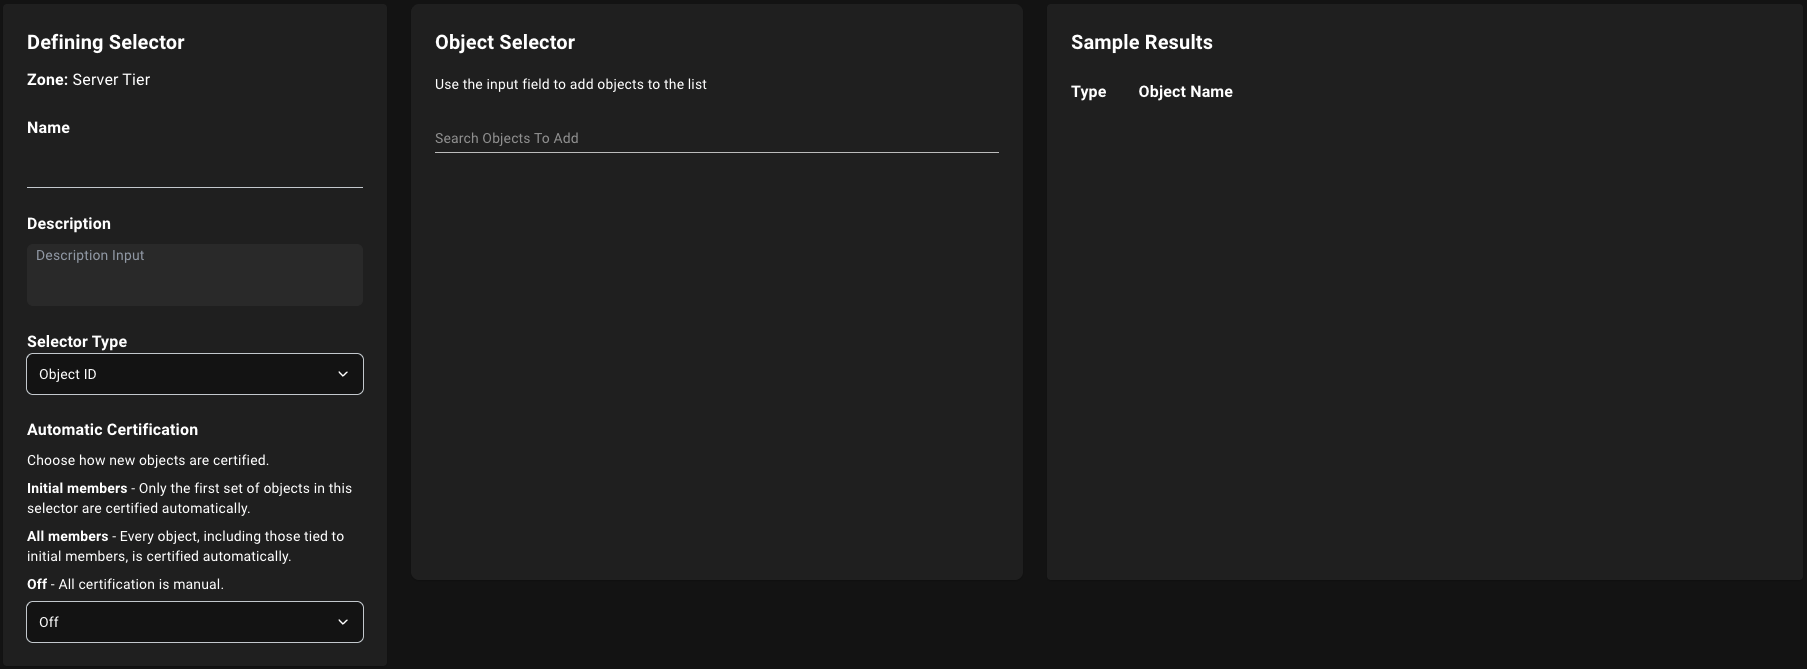 Defining Selector
Zone: Server Tier
Name
Description
Description Input
Selector Type
Object ID
Automatic Certification
Choose how new objects are certified.
Initial members - Only the first set of objects in this
selector are certified automatically.
All members - Every object, including those tied to
initial members, is certified automatically.
Off - All certification is manual.
Off
Object Selector
Use the input field to add objects to the list
Search Objects To Add
Sample Results
Type Object Name